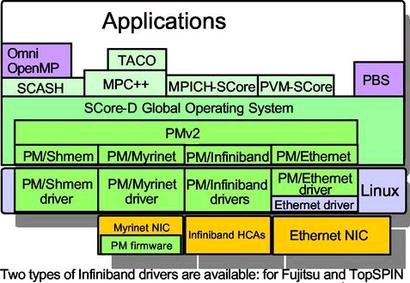 Applications
Omni
OpenMP
TACO
PBS
SCASH
MPC++
MPICH-SCore
PVM-SCore
SCore-D Global Operating System
PMv2
PM/Shmem
PM/Myrinet
PM/Infiniband
PM/Ethernet
PM/Shmem
driver
PM/Myrinet
driver
PM/Infiniband
drivers
PM/Ethernet
driver
Ethernet driver
Linux
Myrinet NIC
PM firmware
Infiniband HCAs
Ethernet NIC
Two types of Infiniband drivers are available: for Fujitsu and TopSPIN